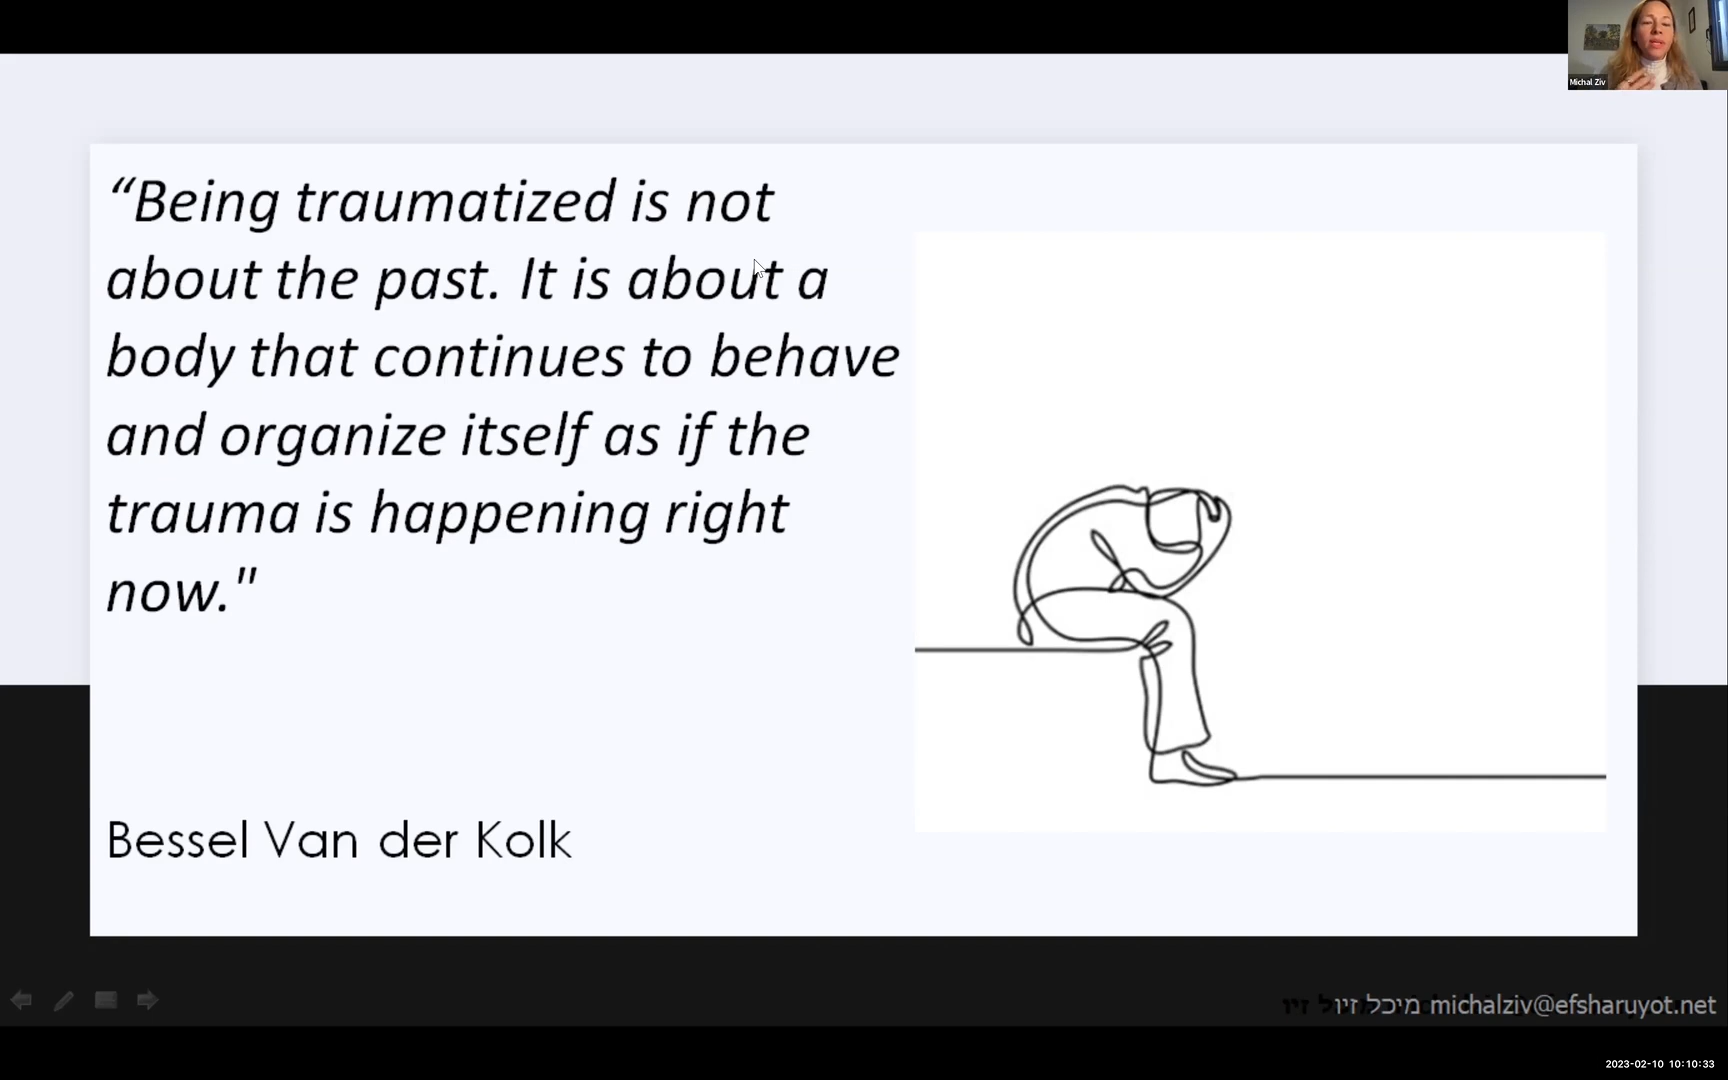 Michal Ziv
“Being traumatized is not
about the past. It is about a
body that continues to behave
and organize itself as if the
trauma is happening right
now."
Bessel Van der Kolk
מיכל זיו michalziv@efsharuyot.net
2023-02-10 10:10:33